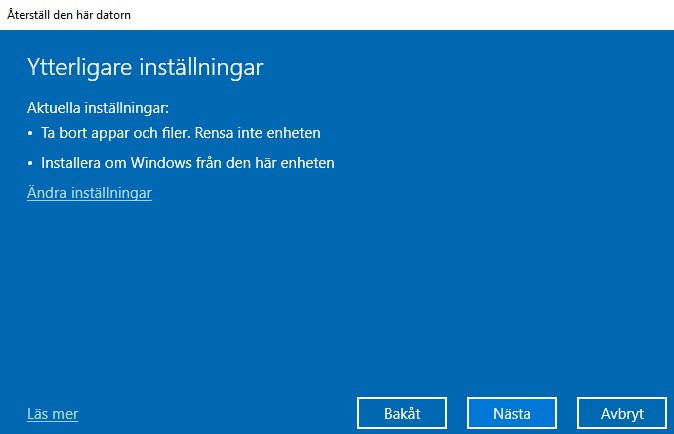 Återställ den här datorn
Ytterligare inställningar
Aktuella inställningar:
• Ta bort appar och filer. Rensa inte enheten
• Installera om Windows från den här enheten
Ändra inställningar
Läs mer
Bakåt
Nästa
Avbryt